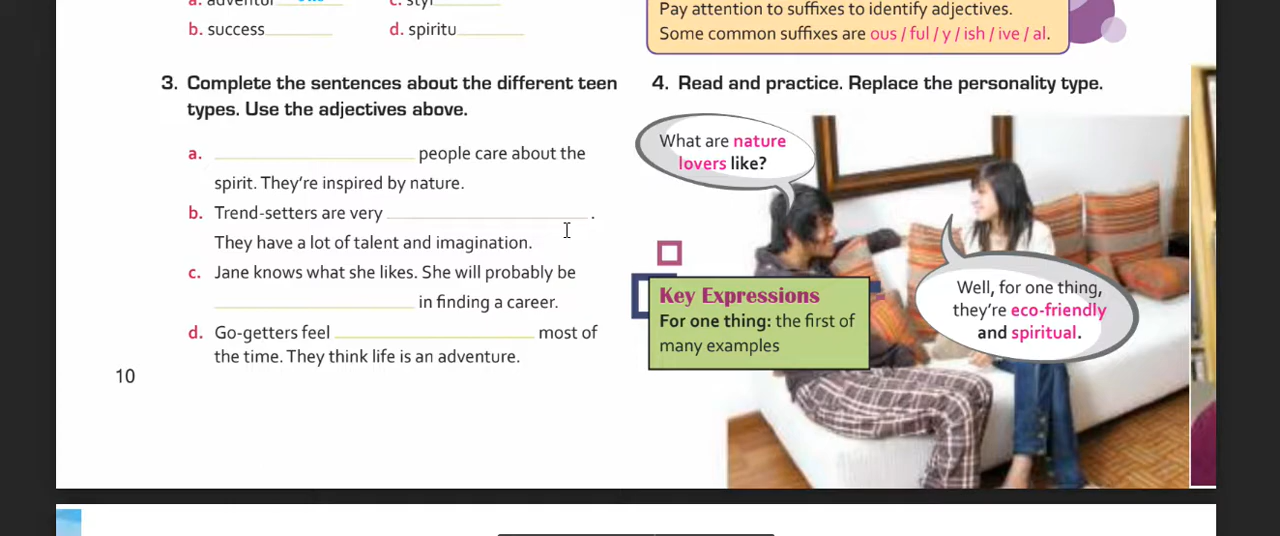 c. styl
b. success
d. spiritu
Pay attention to suffixes to identify adjectives.
Some common suffixes are ous / ful / y / ish / ive / al.
3. Complete the sentences about the different teen
types. Use the adjectives above.
a. people care about the
spirit. They're inspired by nature.
b. Trend-setters are very .
They have a lot of talent and imagination.
c. Jane knows what she likes. She will probably be
in finding a career.
d. Go-getters feel most of
the time. They think life is an adventure.
10
4. Read and practice. Replace the personality type.
What are nature
lovers like?
Well, for one thing,
they're eco-friendly
and spiritual.
Key Expressions
For one thing: the first of
many examples